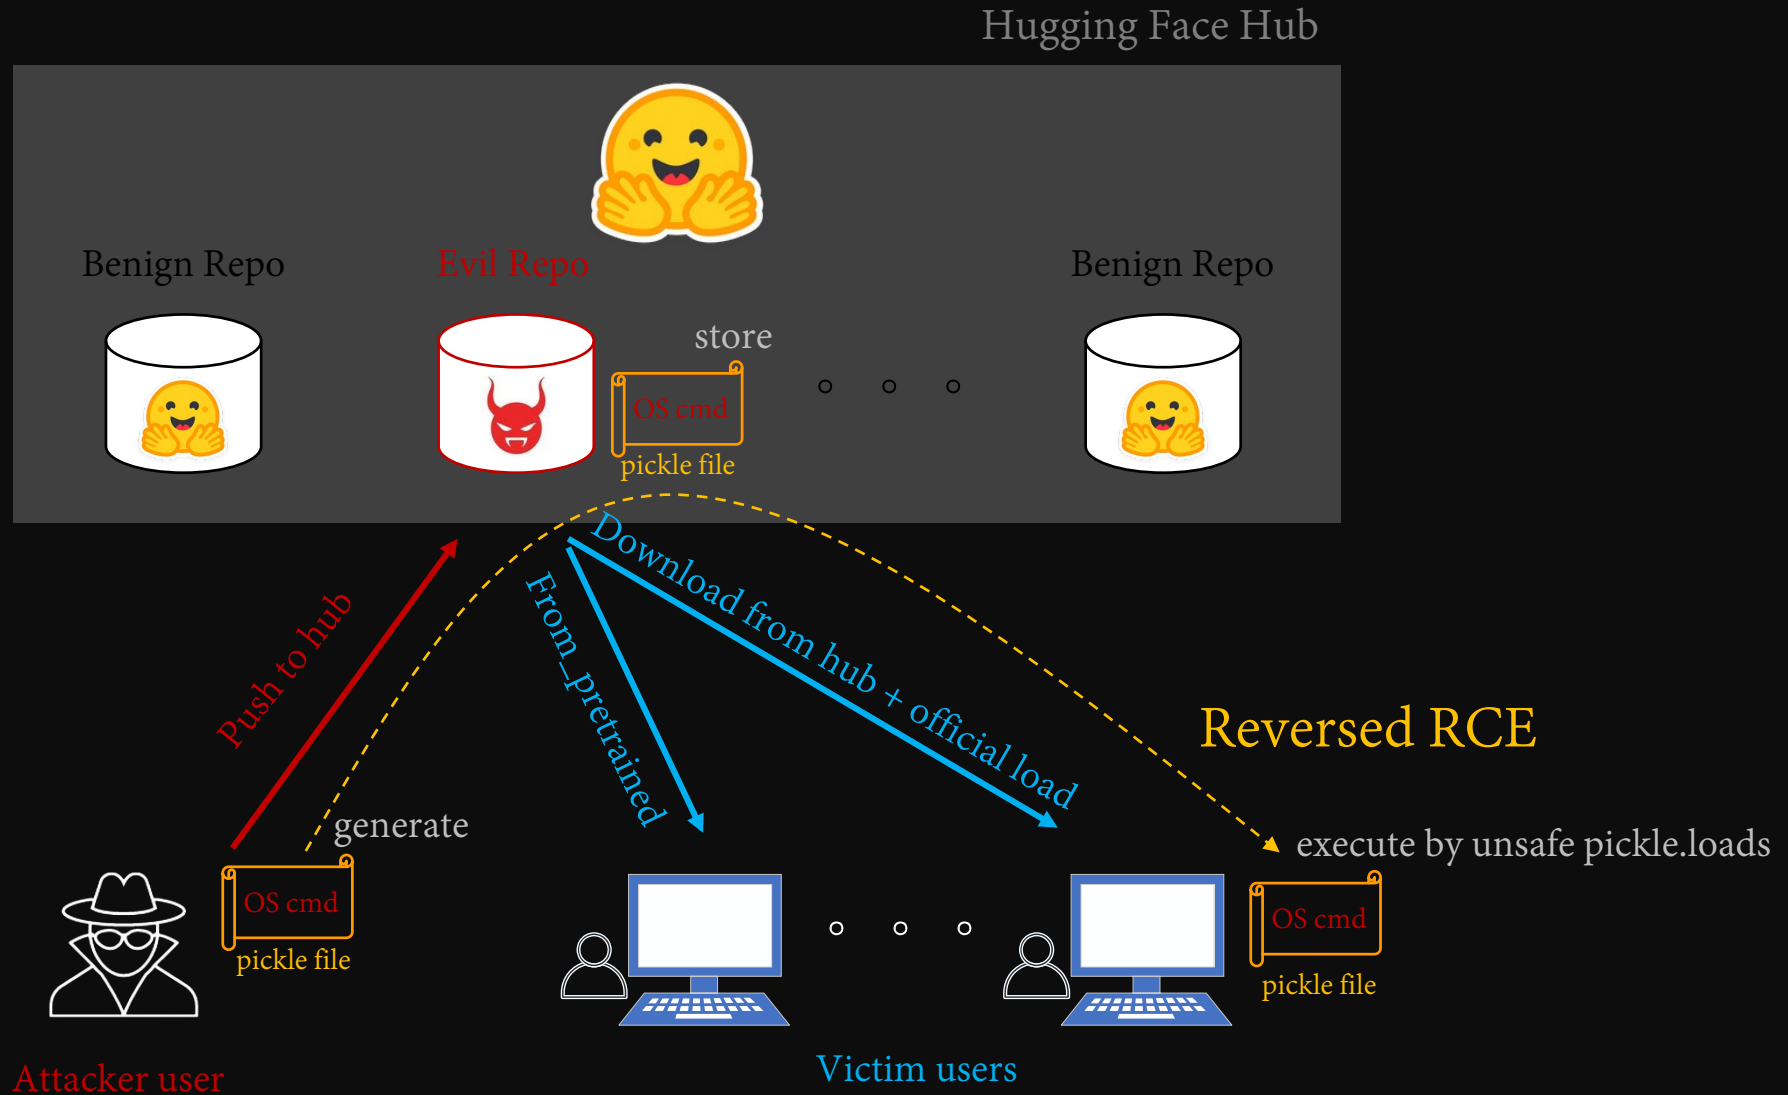 Hugging Face Hub
Benign Repo
Evil Repo
Benign Repo
store
OS cmd
pickle file
Push to hub
From_pretrained
Download from hub + official load
Reversed RCE
generate
execute by unsafe pickle.loads
OS cmd
pickle file
OS cmd
pickle file
Attacker user
Victim users